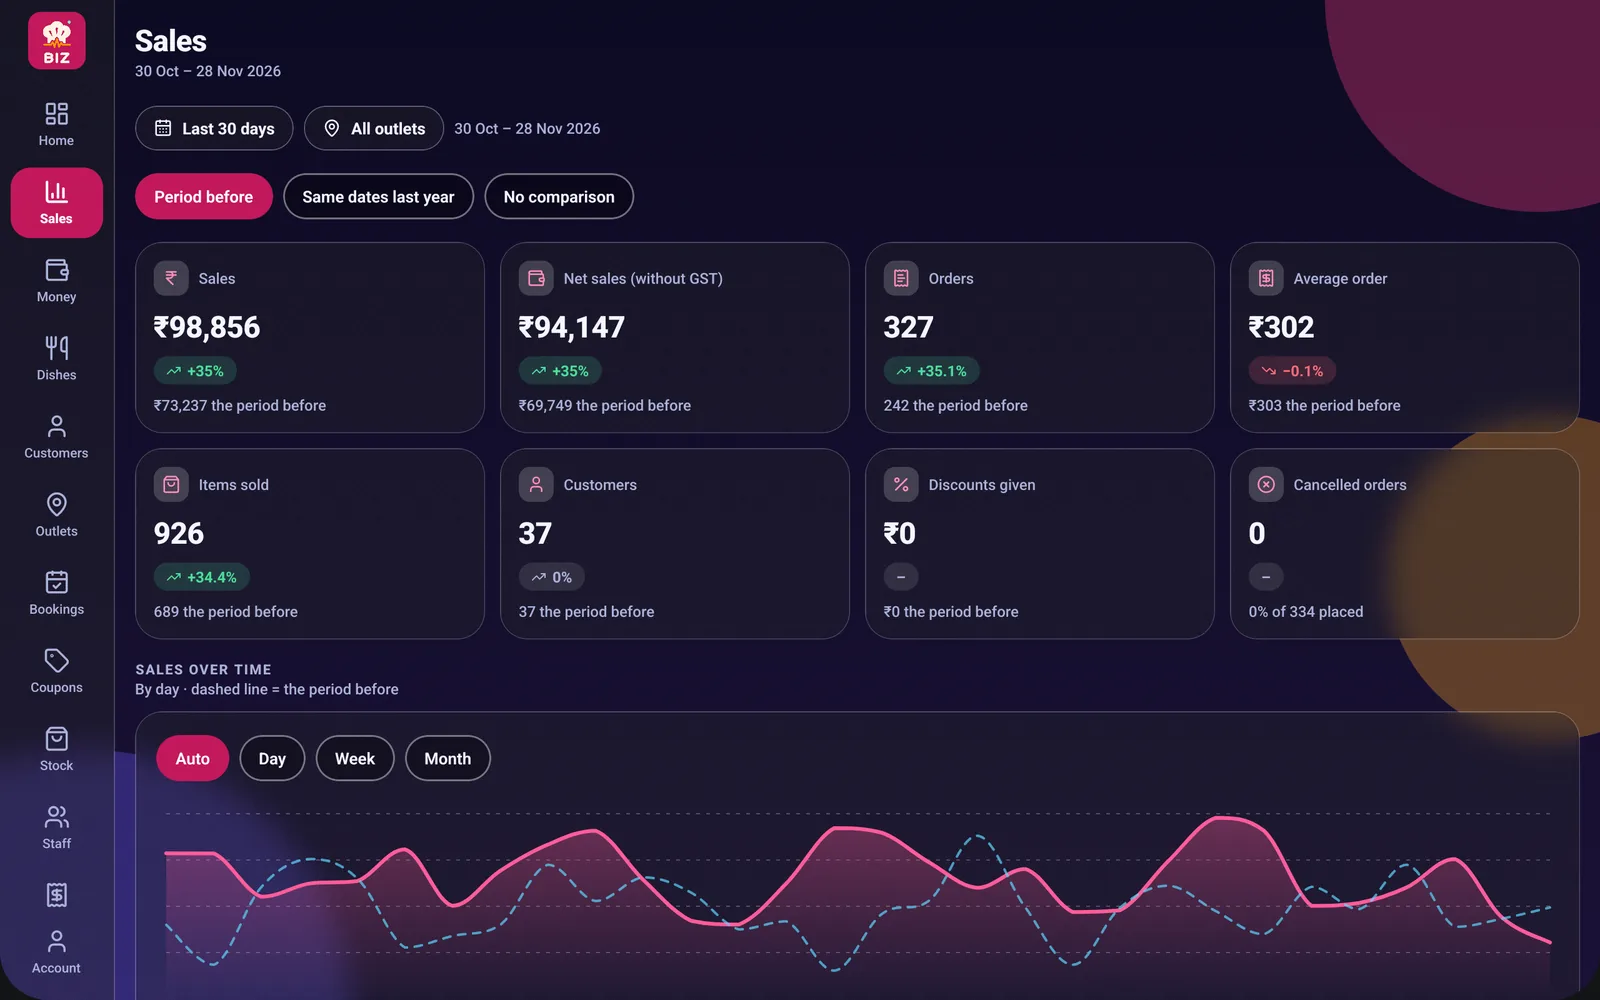 BIZ
Home
Sales
Money
Dishes
Customers
Outlets
Bookings
Coupons
Stock
Staff
Account
Sales
30 Oct – 28 Nov 2026
Last 30 days
All outlets
30 Oct – 28 Nov 2026
Period before
Same dates last year
No comparison
Sales
₹98,856
+35%
₹73,237 the period before
Net sales (without GST)
₹94,147
+35%
₹69,749 the period before
Orders
327
+35.1%
242 the period before
Average order
₹302
−0.1%
₹303 the period before
Items sold
926
+34.4%
689 the period before
Customers
37
0%
37 the period before
Discounts given
₹0
–
₹0 the period before
Cancelled orders
0
–
0% of 334 placed
SALES OVER TIME
By day · dashed line = the period before
Auto
Day
Week
Month